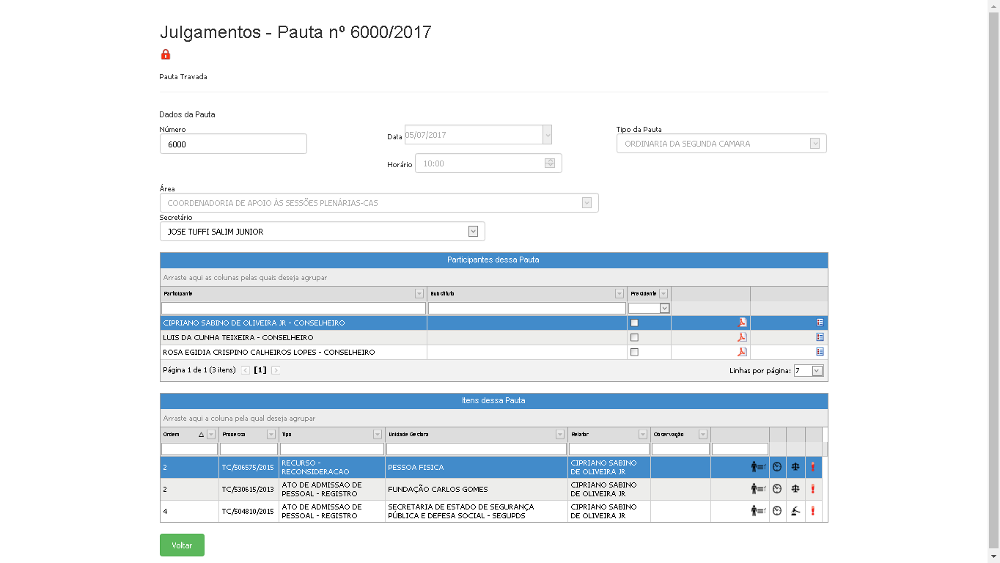 Julgamentos - Pauta nº 6000/2017
Pauta Travada
Dados da Pauta
Número
6000
Data 05/07/2017
Horário 10:00
Tipo da Pauta
ORDINARIA DA SEGUNDA CAMARA
Área
COORDENADORIA DE APOIO ÀS SESSÕES PLENÁRIAS-CAS
Secretário
JOSE TUFFI SALIM JUNIOR
Participantes dessa Pauta
Arraste aqui as colunas pelas quais deseja agrupar
Participante Substituto Presidente
CIPRIANO SABINO DE OLIVEIRA JR - CONSELHEIRO
LUIS DA CUNHA TEIXEIRA - CONSELHEIRO
ROSA EGIDIA CRISPINO CALHEIROS LOPES - CONSELHEIRO
Página 1 de 1 (3 itens) [1] Linhas por página: 7
Itens dessa Pauta
Arraste aqui a coluna pela qual deseja agrupar
Ordem Processo Tipo Unidade Gestora Relator Observação
2 TC/506575/2015 RECURSO - RECONSIDERACAO PESSOA FISICA CIPRIANO SABINO DE OLIVEIRA JR
2 TC/530615/2013 ATO DE ADMISSAO DE PESSOAL - REGISTRO FUNDAÇÃO CARLOS GOMES CIPRIANO SABINO DE OLIVEIRA JR
4 TC/504810/2015 ATO DE ADMISSAO DE PESSOAL - REGISTRO SECRETARIA DE ESTADO DE SEGURANÇA PÚBLICA E DEFESA SOCIAL - SEGUPDS CIPRIANO SABINO DE OLIVEIRA JR
Voltar